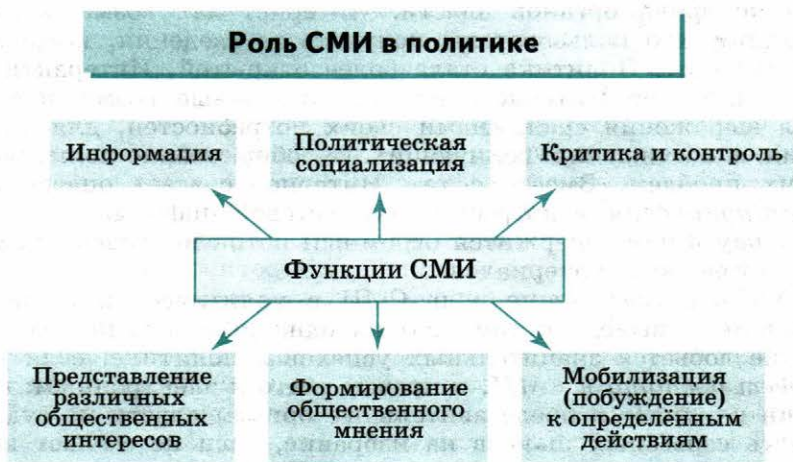 Роль СМИ в политике
Информация
Политическая
социализация
Критика и контроль
Функции СМИ
Представление
различных
общественных
интересов
Формирование
общественного
мнения
Мобилизация
(побуждение)
к определённым
действиям